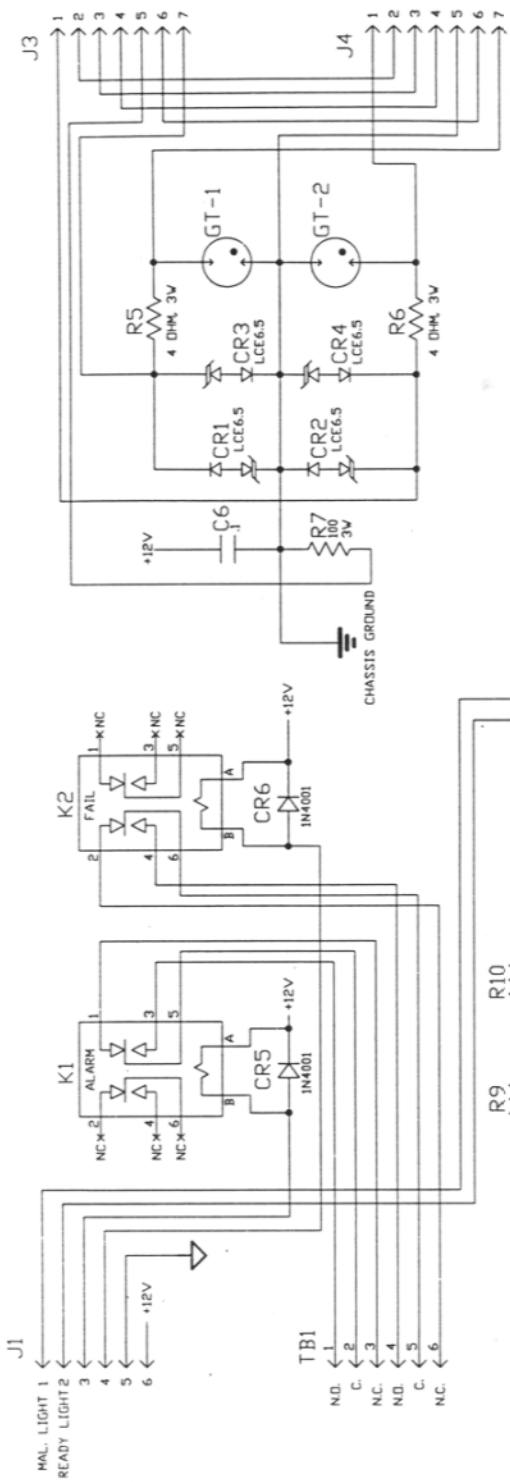 J1
MAL. LIGHT 1
READY LIGHT 2
3
4
5
6
+12V
TB1
N.O. 1
C. 2
N.C. 3
N.O. 4
C. 5
N.C. 6
K1
ALARM
NC 2
NC 4
NC 6
1
3
5
B
A
CR5
1N4001
+12V
K2
FAIL
2
4
6
1 NC
3 NC
5 NC
B
A
CR6
1N4001
+12V
R9
R10
CHASSIS GROUND
+12V
C6
.1
R7
100
3W
CR1
LCE6.5
CR2
LCE6.5
CR3
LCE6.5
CR4
LCE6.5
R5
4 OHM, 3W
R6
4 OHM, 3W
GT-1
GT-2
J3
1
2
3
4
5
6
7
J4
1
2
3
4
5
6
7